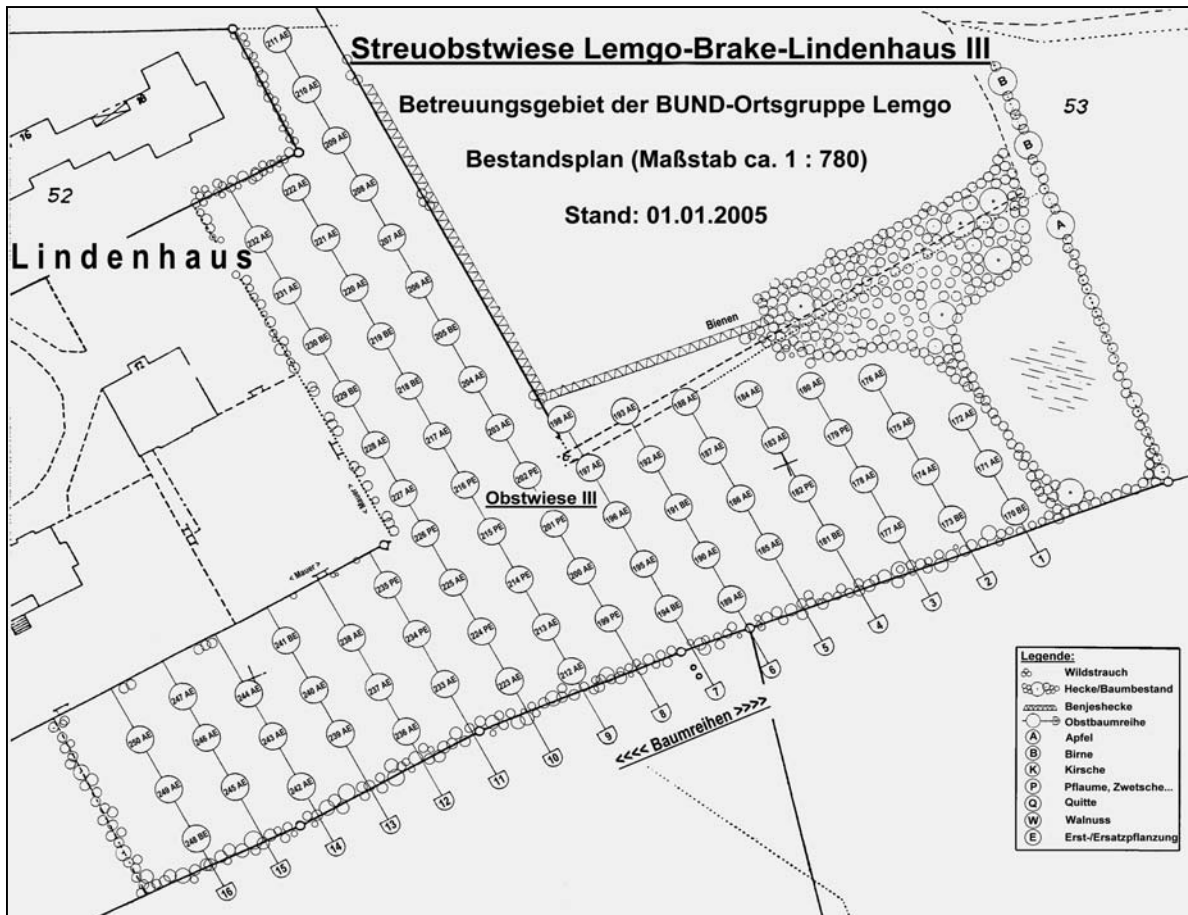 Streuobstwiese Lemgo-Brake-Lindenhaus III
Betreuungsgebiet der BUND-Ortsgruppe Lemgo
Bestandsplan (Maßstab ca. 1 : 780)
Stand: 01.01.2005
53
52
16
Lindenhaus
17
Bienen
Obstwiese III
< Mauer >
< Mauer >
211 AE
210 AE
209 AE
208 AE
207 AE
206 AE
205 BE
204 AE
203 AE
202 PE
201 PE
200 AE
199 PE
222 AE
221 AE
220 AE
219 BE
218 BE
217 AE
216 PE
215 PE
214 PE
213 AE
212 AE
232 AE
231 AE
230 BE
229 BE
228 AE
227 AE
226 PE
225 AE
224 PE
223 AE
235 PE
234 PE
233 AE
238 AE
237 AE
236 AE
241 BE
240 AE
239 AE
244 AE
243 AE
242 AE
247 AE
246 AE
245 AE
250 AE
249 AE
248 BE
198 AE
197 AE
196 AE
195 AE
194 BE
193 AE
192 AE
191 BE
190 AE
189 AE
188 AE
187 AE
186 AE
185 AE
184 AE
183 AE
182 PE
181 BE
180 AE
179 PE
178 AE
177 AE
176 AE
175 AE
174 AE
173 BE
172 AE
171 AE
170 BE
B
B
A
1
2
3
4
5
6
7
8
9
10
11
12
13
14
15
16
<<<< Baumreihen >>>>
Legende:
Wildstrauch
Hecke/Baumbestand
Benjeshecke
Obstbaumreihe
A Apfel
B Birne
K Kirsche
P Pflaume, Zwetsche...
Q Quitte
W Walnuss
E Erst-/Ersatzpflanzung